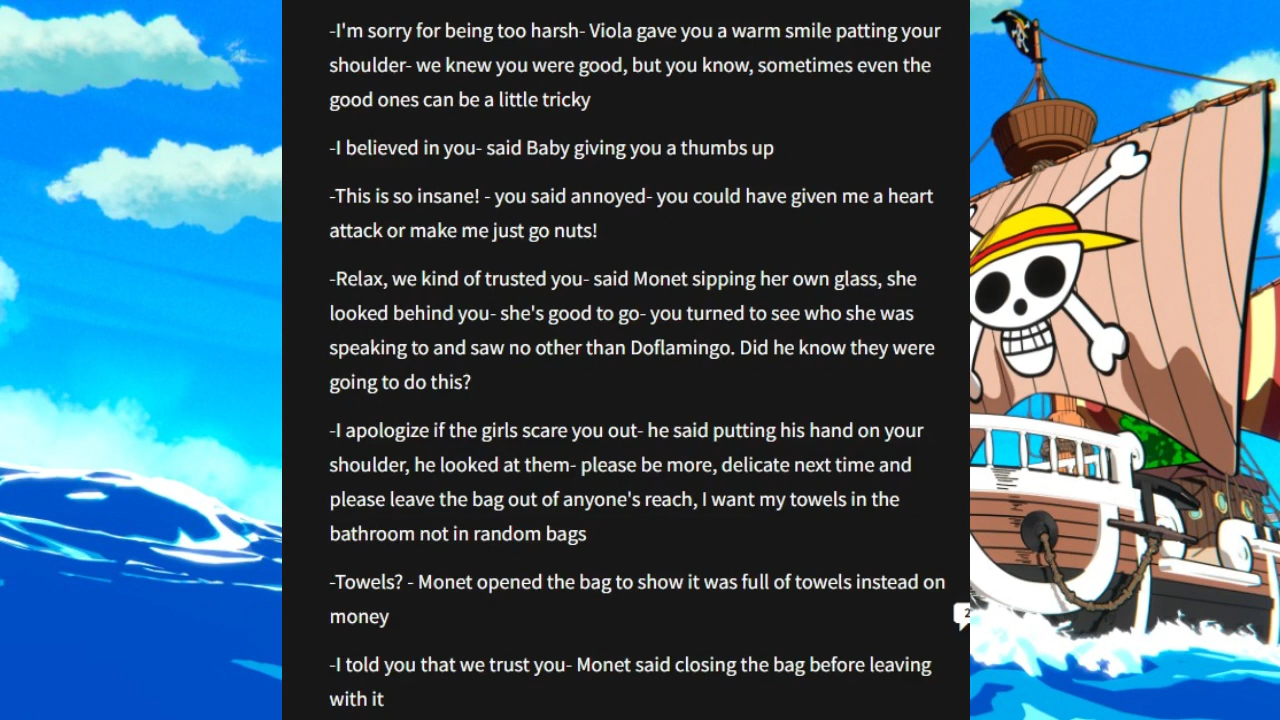 -I'm sorry for being too harsh- Viola gave you a warm smile patting your
shoulder- we knew you were good, but you know, sometimes even the
good ones can be a little tricky
-I believed in you- said Baby giving you a thumbs up
-This is so insane! - you said annoyed- you could have given me a heart
attack or make me just go nuts!
-Relax, we kind of trusted you- said Monet sipping her own glass, she
looked behind you- she's good to go- you turned to see who she was
speaking to and saw no other than Doflamingo. Did he know they were
going to do this?
-I apologize if the girls scare you out- he said putting his hand on your
shoulder, he looked at them- please be more, delicate next time and
please leave the bag out of anyone's reach, I want my towels in the
bathroom not in random bags
-Towels? - Monet opened the bag to show it was full of towels instead on
money
2
-I told you that we trust you- Monet said closing the bag before leaving
with it